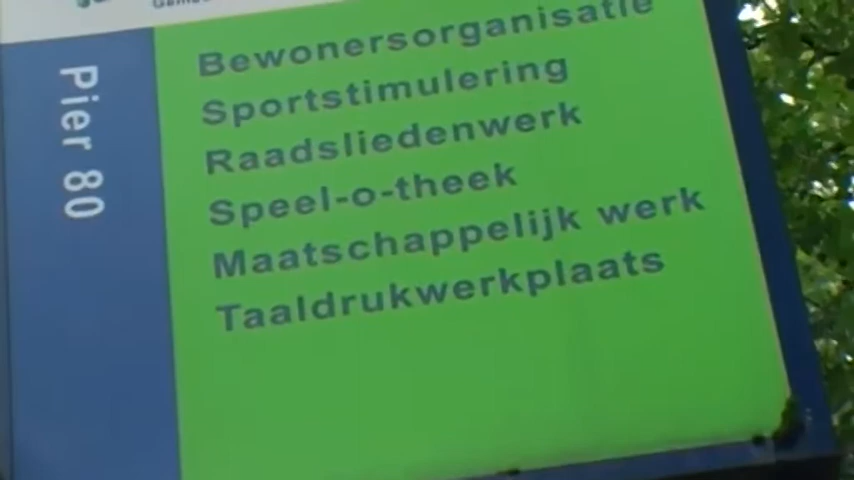 Bewonersorganisatie
Sportstimulering
Raadsliedenwerk
Speel-o-theek
Maatschappelijk werk
Taaldrukwerkplaats
Pier 80